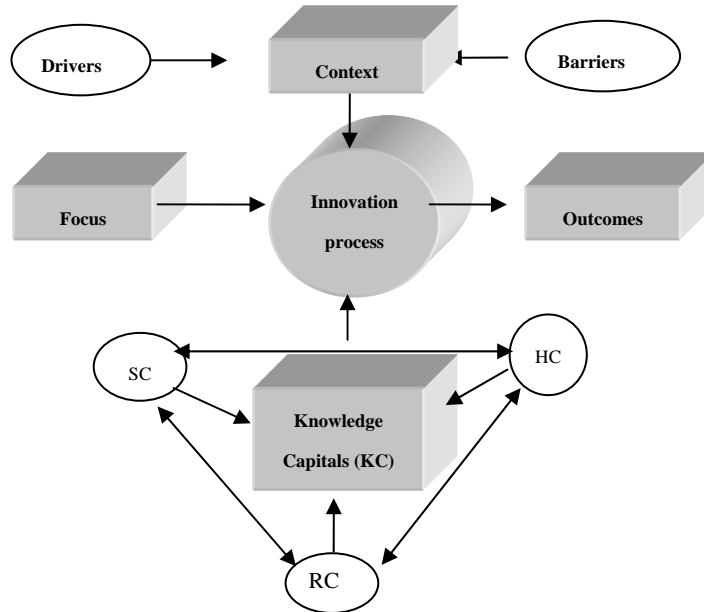 Drivers
Context
Barriers
Focus
Innovation
process
Outcomes
SC
HC
Knowledge
Capitals (KC)
RC